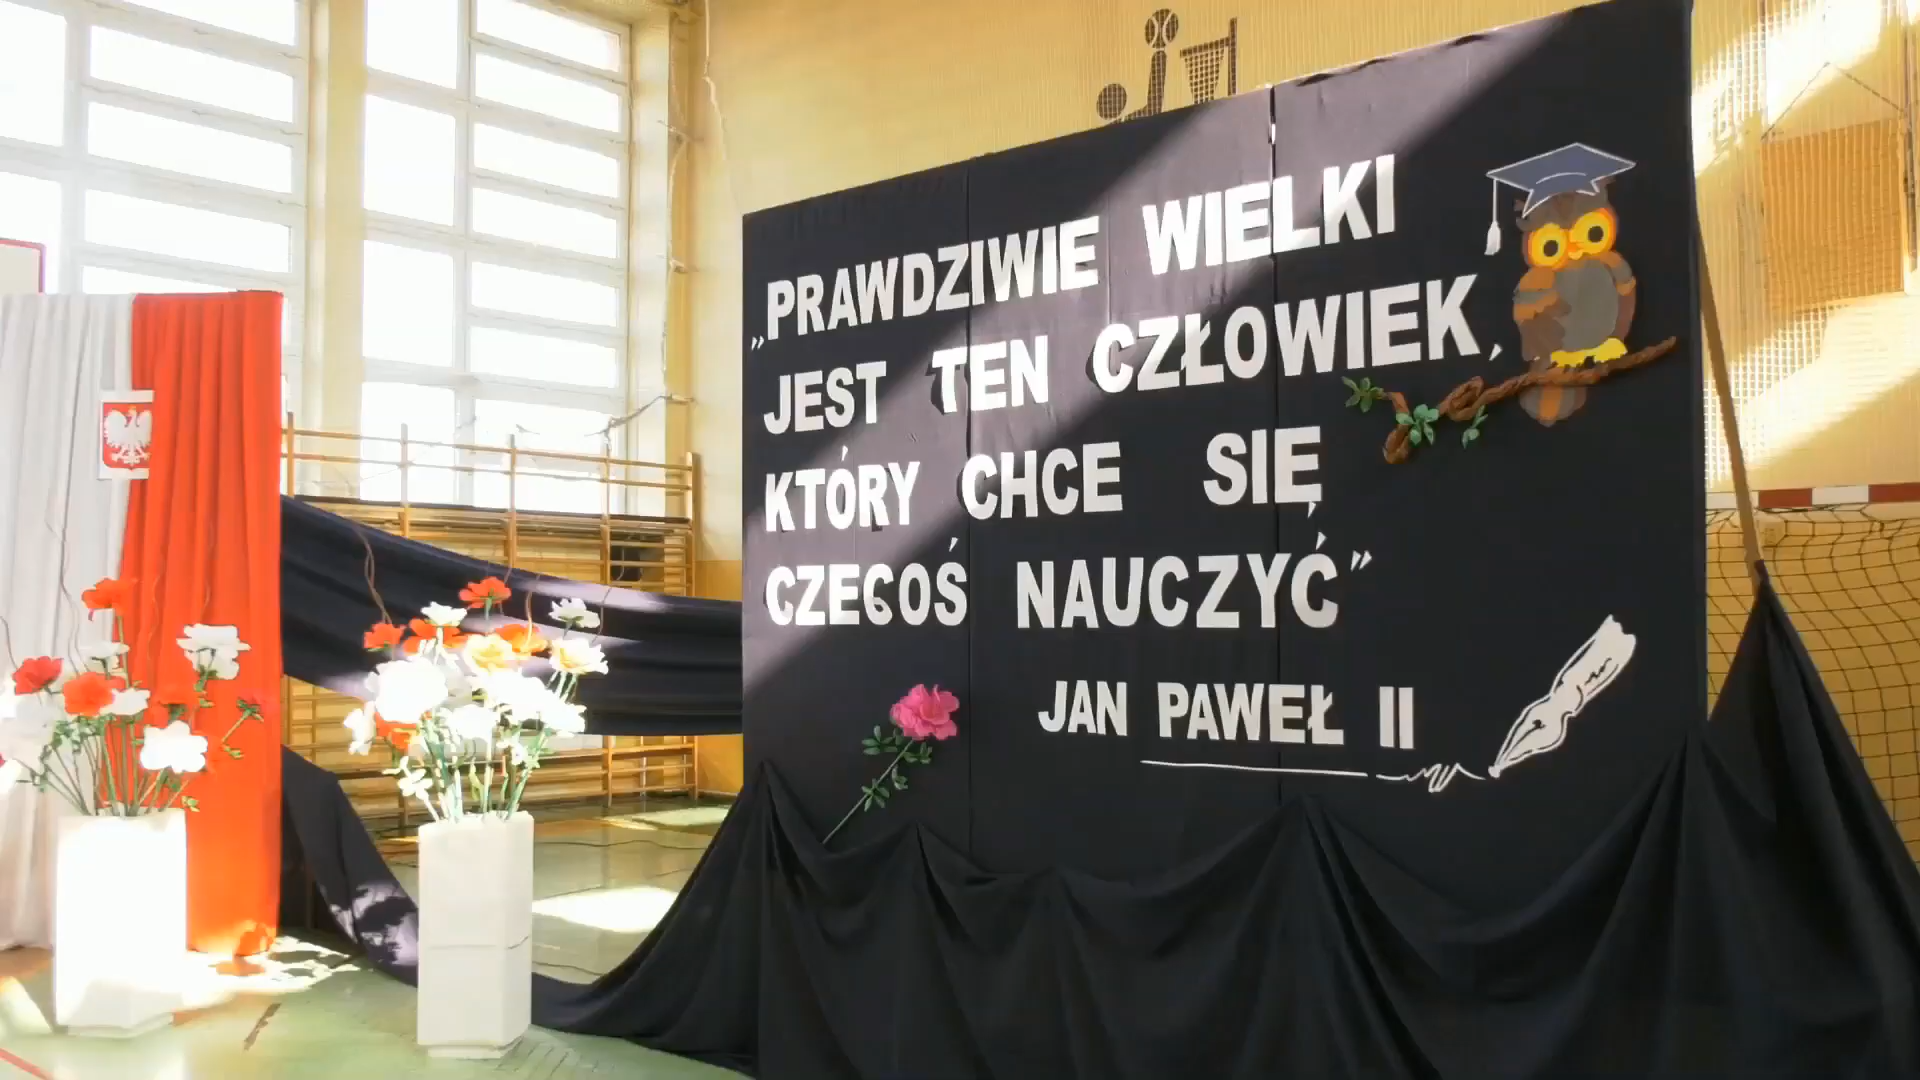 „PRAWDZIWIE WIELKI
JEST TEN CZŁOWIEK,
KTÓRY CHCE SIĘ
CZEGOŚ NAUCZYĆ”
JAN PAWEŁ II